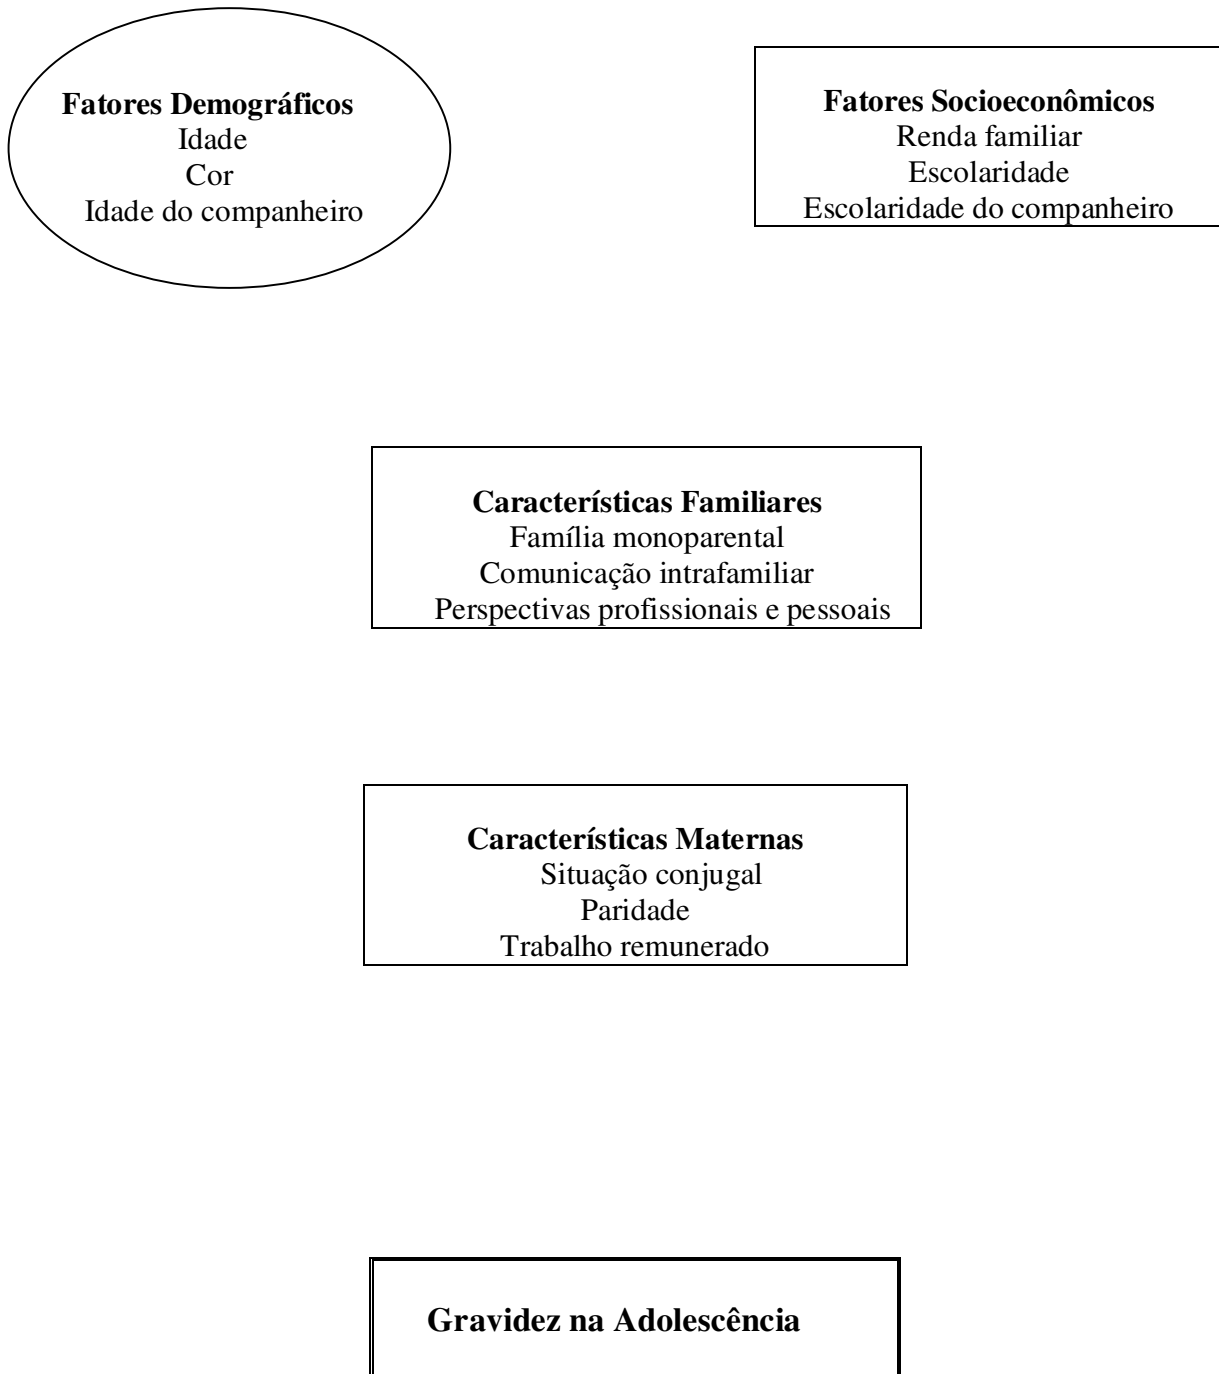 Fatores Demográficos
Idade
Cor
Idade do companheiro
Fatores Socioeconômicos
Renda familiar
Escolaridade
Escolaridade do companheiro
Características Familiares
Família monoparental
Comunicação intrafamiliar
Perspectivas profissionais e pessoais
Características Maternas
Situação conjugal
Paridade
Trabalho remunerado
Gravidez na Adolescência